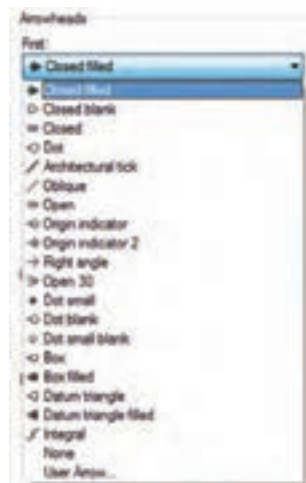 Arrowheads
First:
Closed filled
Closed filled
Closed blank
Closed
Dot
Architectural tick
Oblique
Open
Origin indicator
Origin indicator 2
Right angle
Open 30
Dot small
Dot blank
Dot small blank
Box
Box filled
Datum triangle
Datum triangle filled
Integral
None
User Arrow...